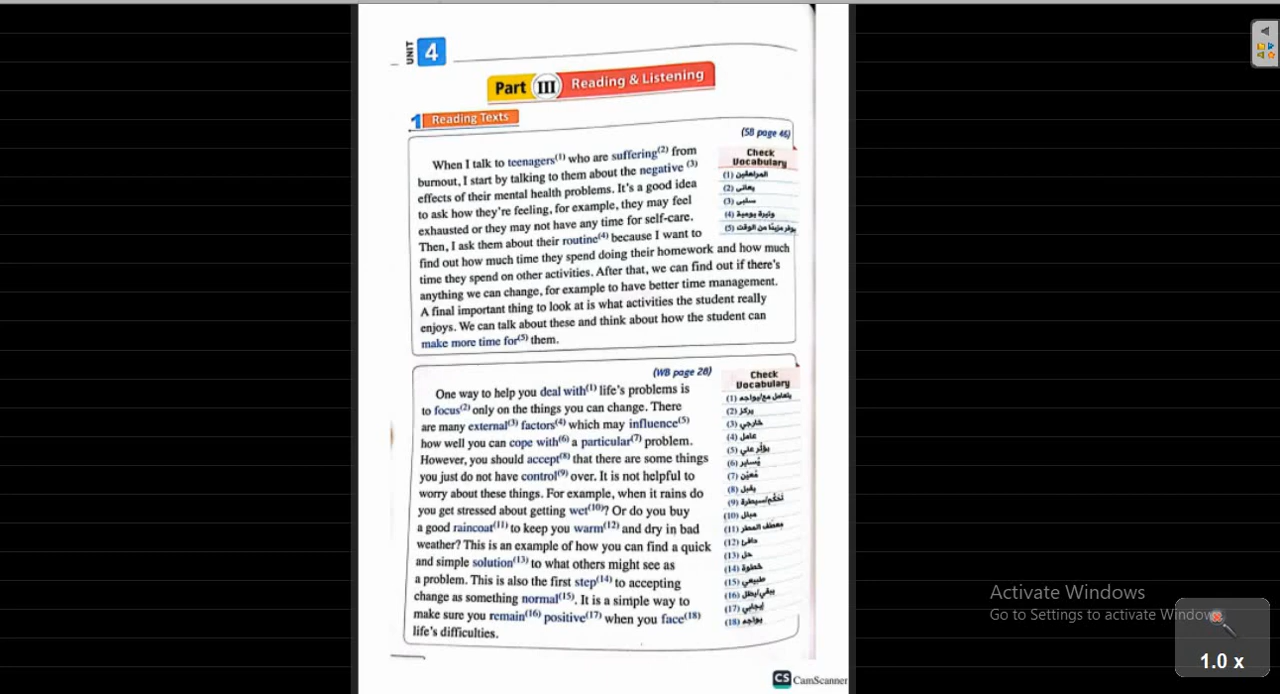 UNIT 4
Part III Reading & Listening
1 Reading Texts
(SB page 46)
When I talk to teenagers(1) who are suffering(2) from
burnout, I start by talking to them about the negative (3)
effects of their mental health problems. It's a good idea
to ask how they're feeling, for example, they may feel
exhausted or they may not have any time for self-care.
Then, I ask them about their routine(4) because I want to
find out how much time they spend doing their homework and how much
time they spend on other activities. After that, we can find out if there's
anything we can change, for example to have better time management.
A final important thing to look at is what activities the student really
enjoys. We can talk about these and think about how the student can
make more time for(5) them.
Check
Vocabulary
(1) المراهقين
(2) يعانى
(3) سلبى
(4) وتيرة يومية
(5) يوفر مزيدًا من الوقت
(WB page 28)
One way to help you deal with(1) life's problems is
to focus(2) only on the things you can change. There
are many external(3) factors(4) which may influence(5)
how well you can cope with(6) a particular(7) problem.
However, you should accept(8) that there are some things
you just do not have control(9) over. It is not helpful to
worry about these things. For example, when it rains do
you get stressed about getting wet(10)? Or do you buy
a good raincoat(11) to keep you warm(12) and dry in bad
weather? This is an example of how you can find a quick
and simple solution(13) to what others might see as
a problem. This is also the first step(14) to accepting
change as something normal(15). It is a simple way to
make sure you remain(16) positive(17) when you face(18)
life's difficulties.
Check
Vocabulary
(1) يتعامل مع/يواجه
(2) يركز
(3) خارجي
(4) عامل
(5) يؤثر علي
(6) يُساير
(7) مُعيّن
(8) يقبل
(9) تحكُّم/سيطرة
(10) مبلل
(11) معطف المطر
(12) دافئ
(13) حل
(14) خطوة
(15) طبيعي
(16) يبقي/يظل
(17) إيجابي
(18) يواجه
CS CamScanner
Activate Windows
Go to Settings to activate Windows
1.0 x